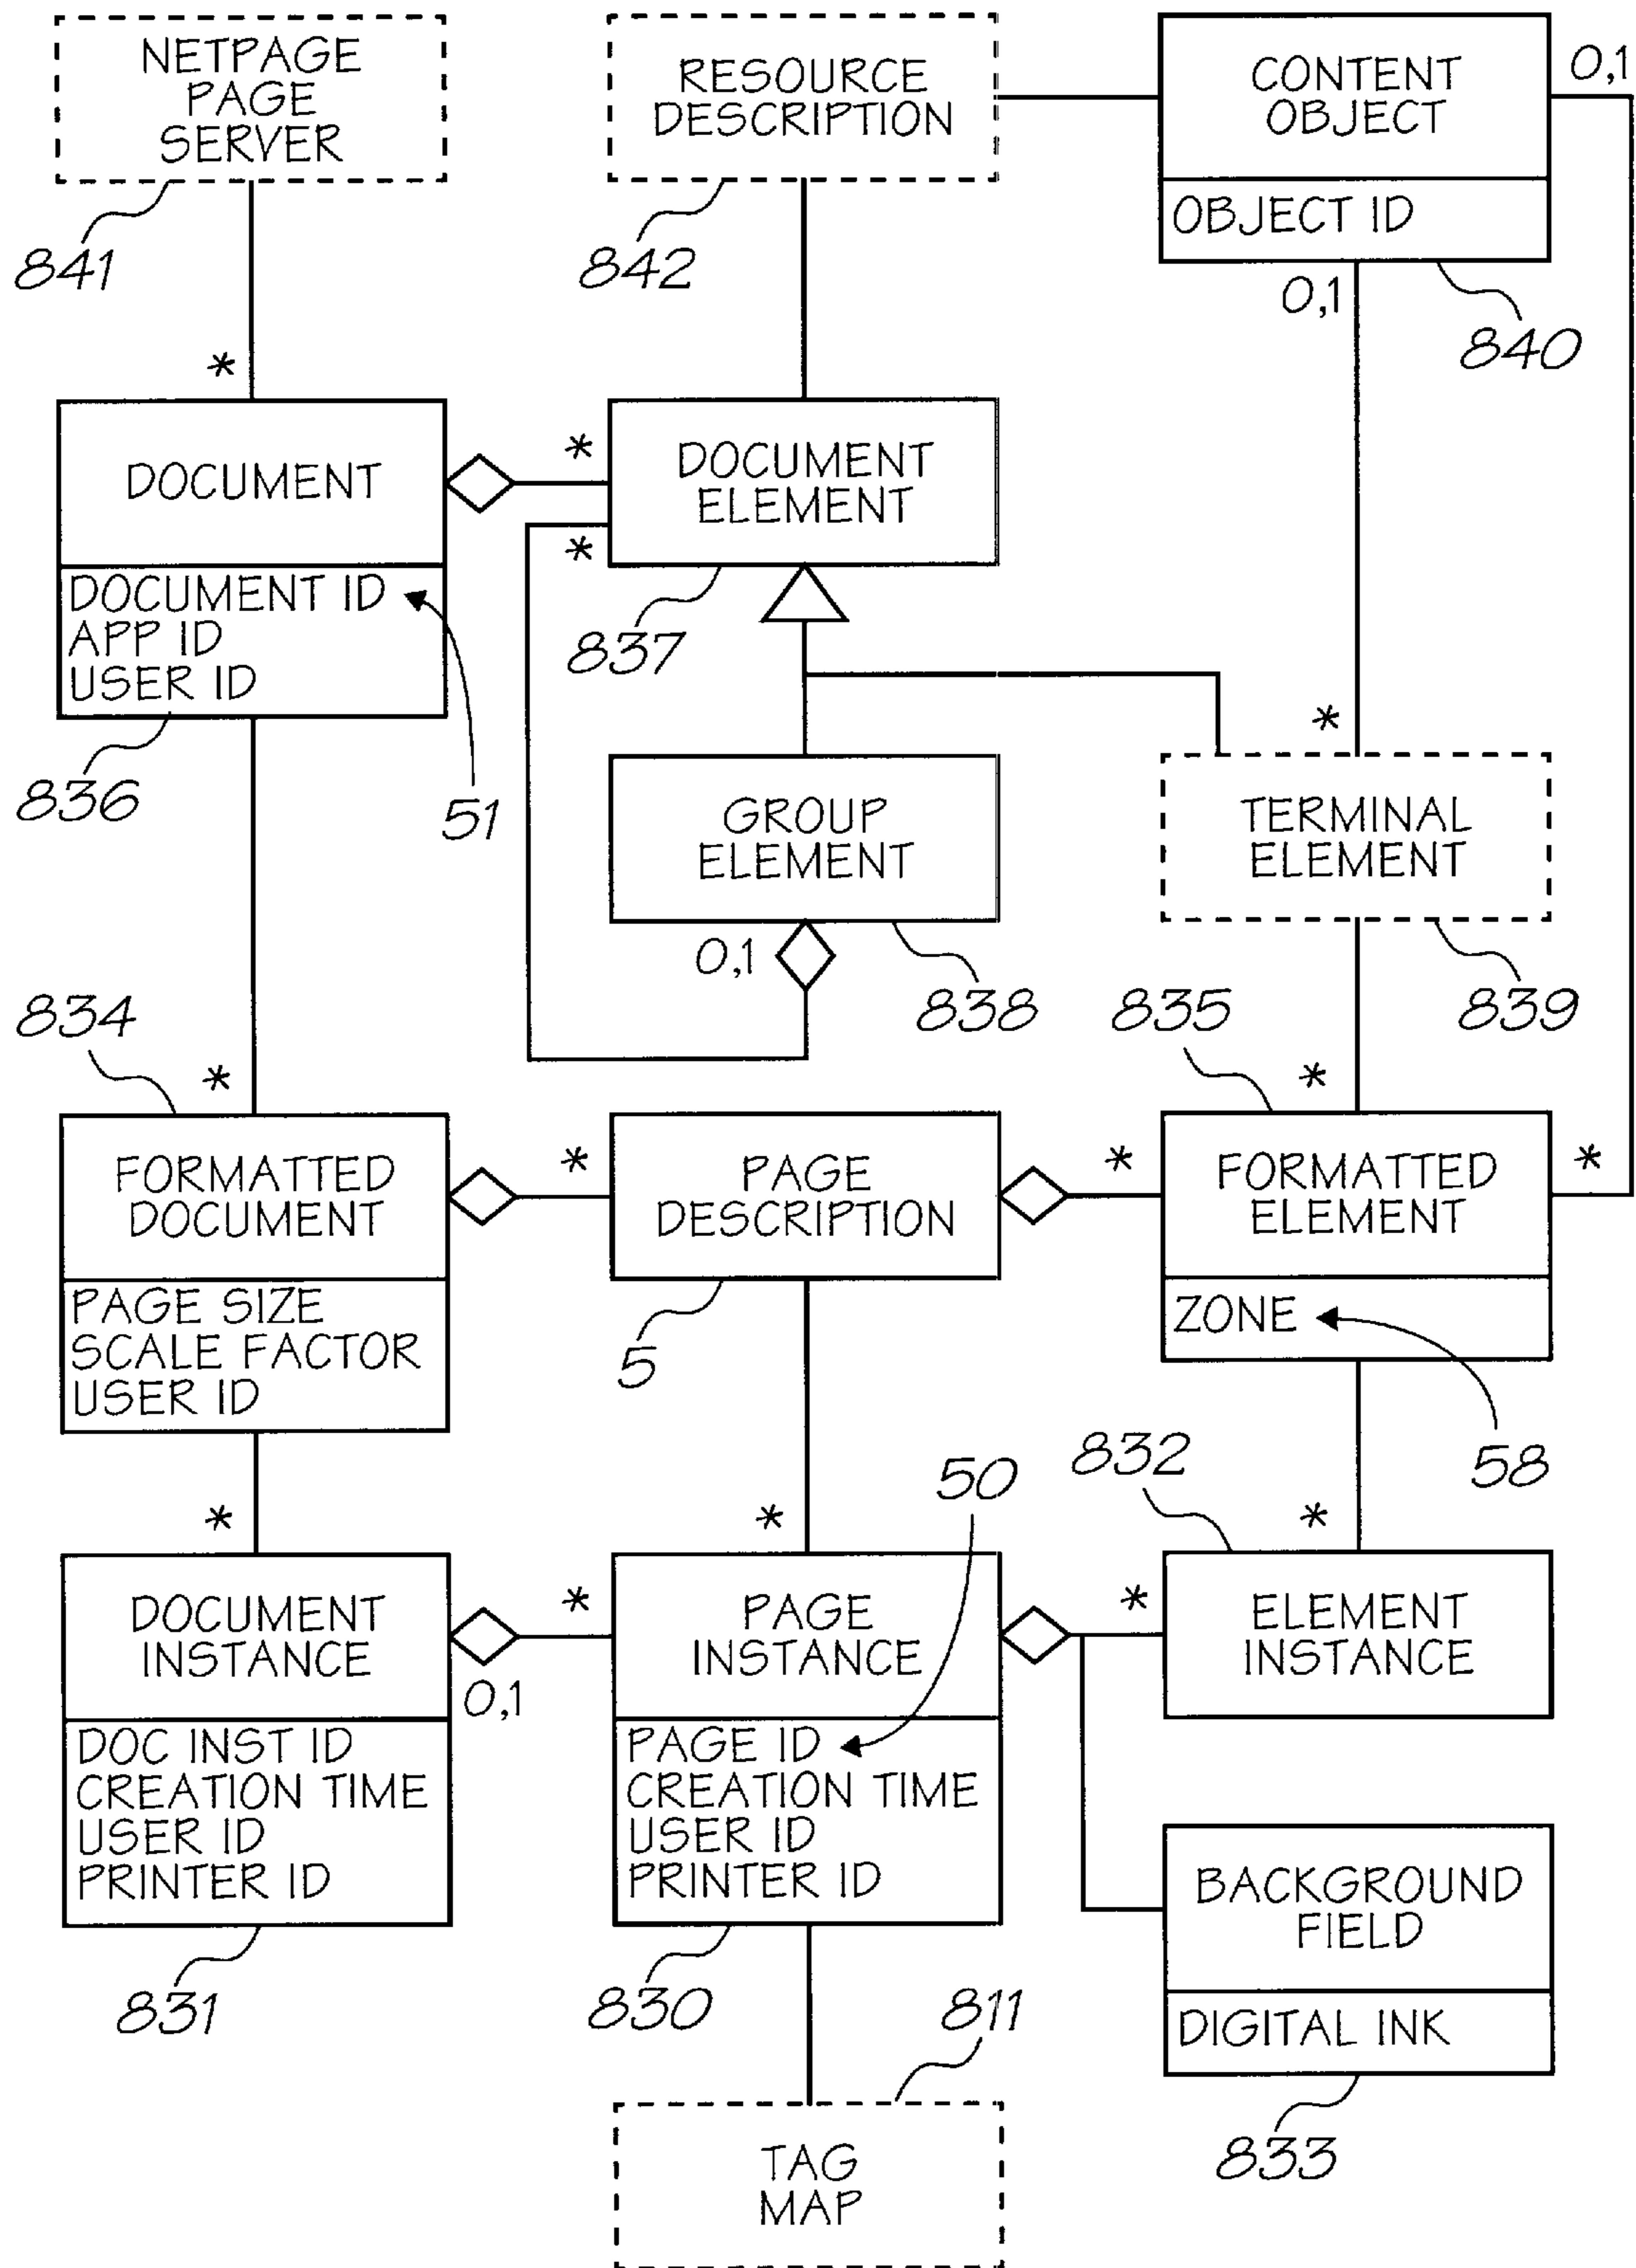 NETPAGE
PAGE
SERVER
841
RESOURCE
DESCRIPTION
842
CONTENT
OBJECT
OBJECT ID
0,1
0,1
840
*
DOCUMENT
DOCUMENT ID
APP ID
USER ID
836
51
*
*
DOCUMENT
ELEMENT
837
GROUP
ELEMENT
0,1
838
*
TERMINAL
ELEMENT
839
834
*
FORMATTED
DOCUMENT
PAGE SIZE
SCALE FACTOR
USER ID
*
PAGE
DESCRIPTION
5
835
*
*
*
FORMATTED
ELEMENT
ZONE
58
*
DOCUMENT
INSTANCE
0,1
DOC INST ID
CREATION TIME
USER ID
PRINTER ID
831
50
*
*
PAGE
INSTANCE
PAGE ID
CREATION TIME
USER ID
PRINTER ID
830
832
*
*
ELEMENT
INSTANCE
BACKGROUND
FIELD
DIGITAL INK
833
811
TAG
MAP